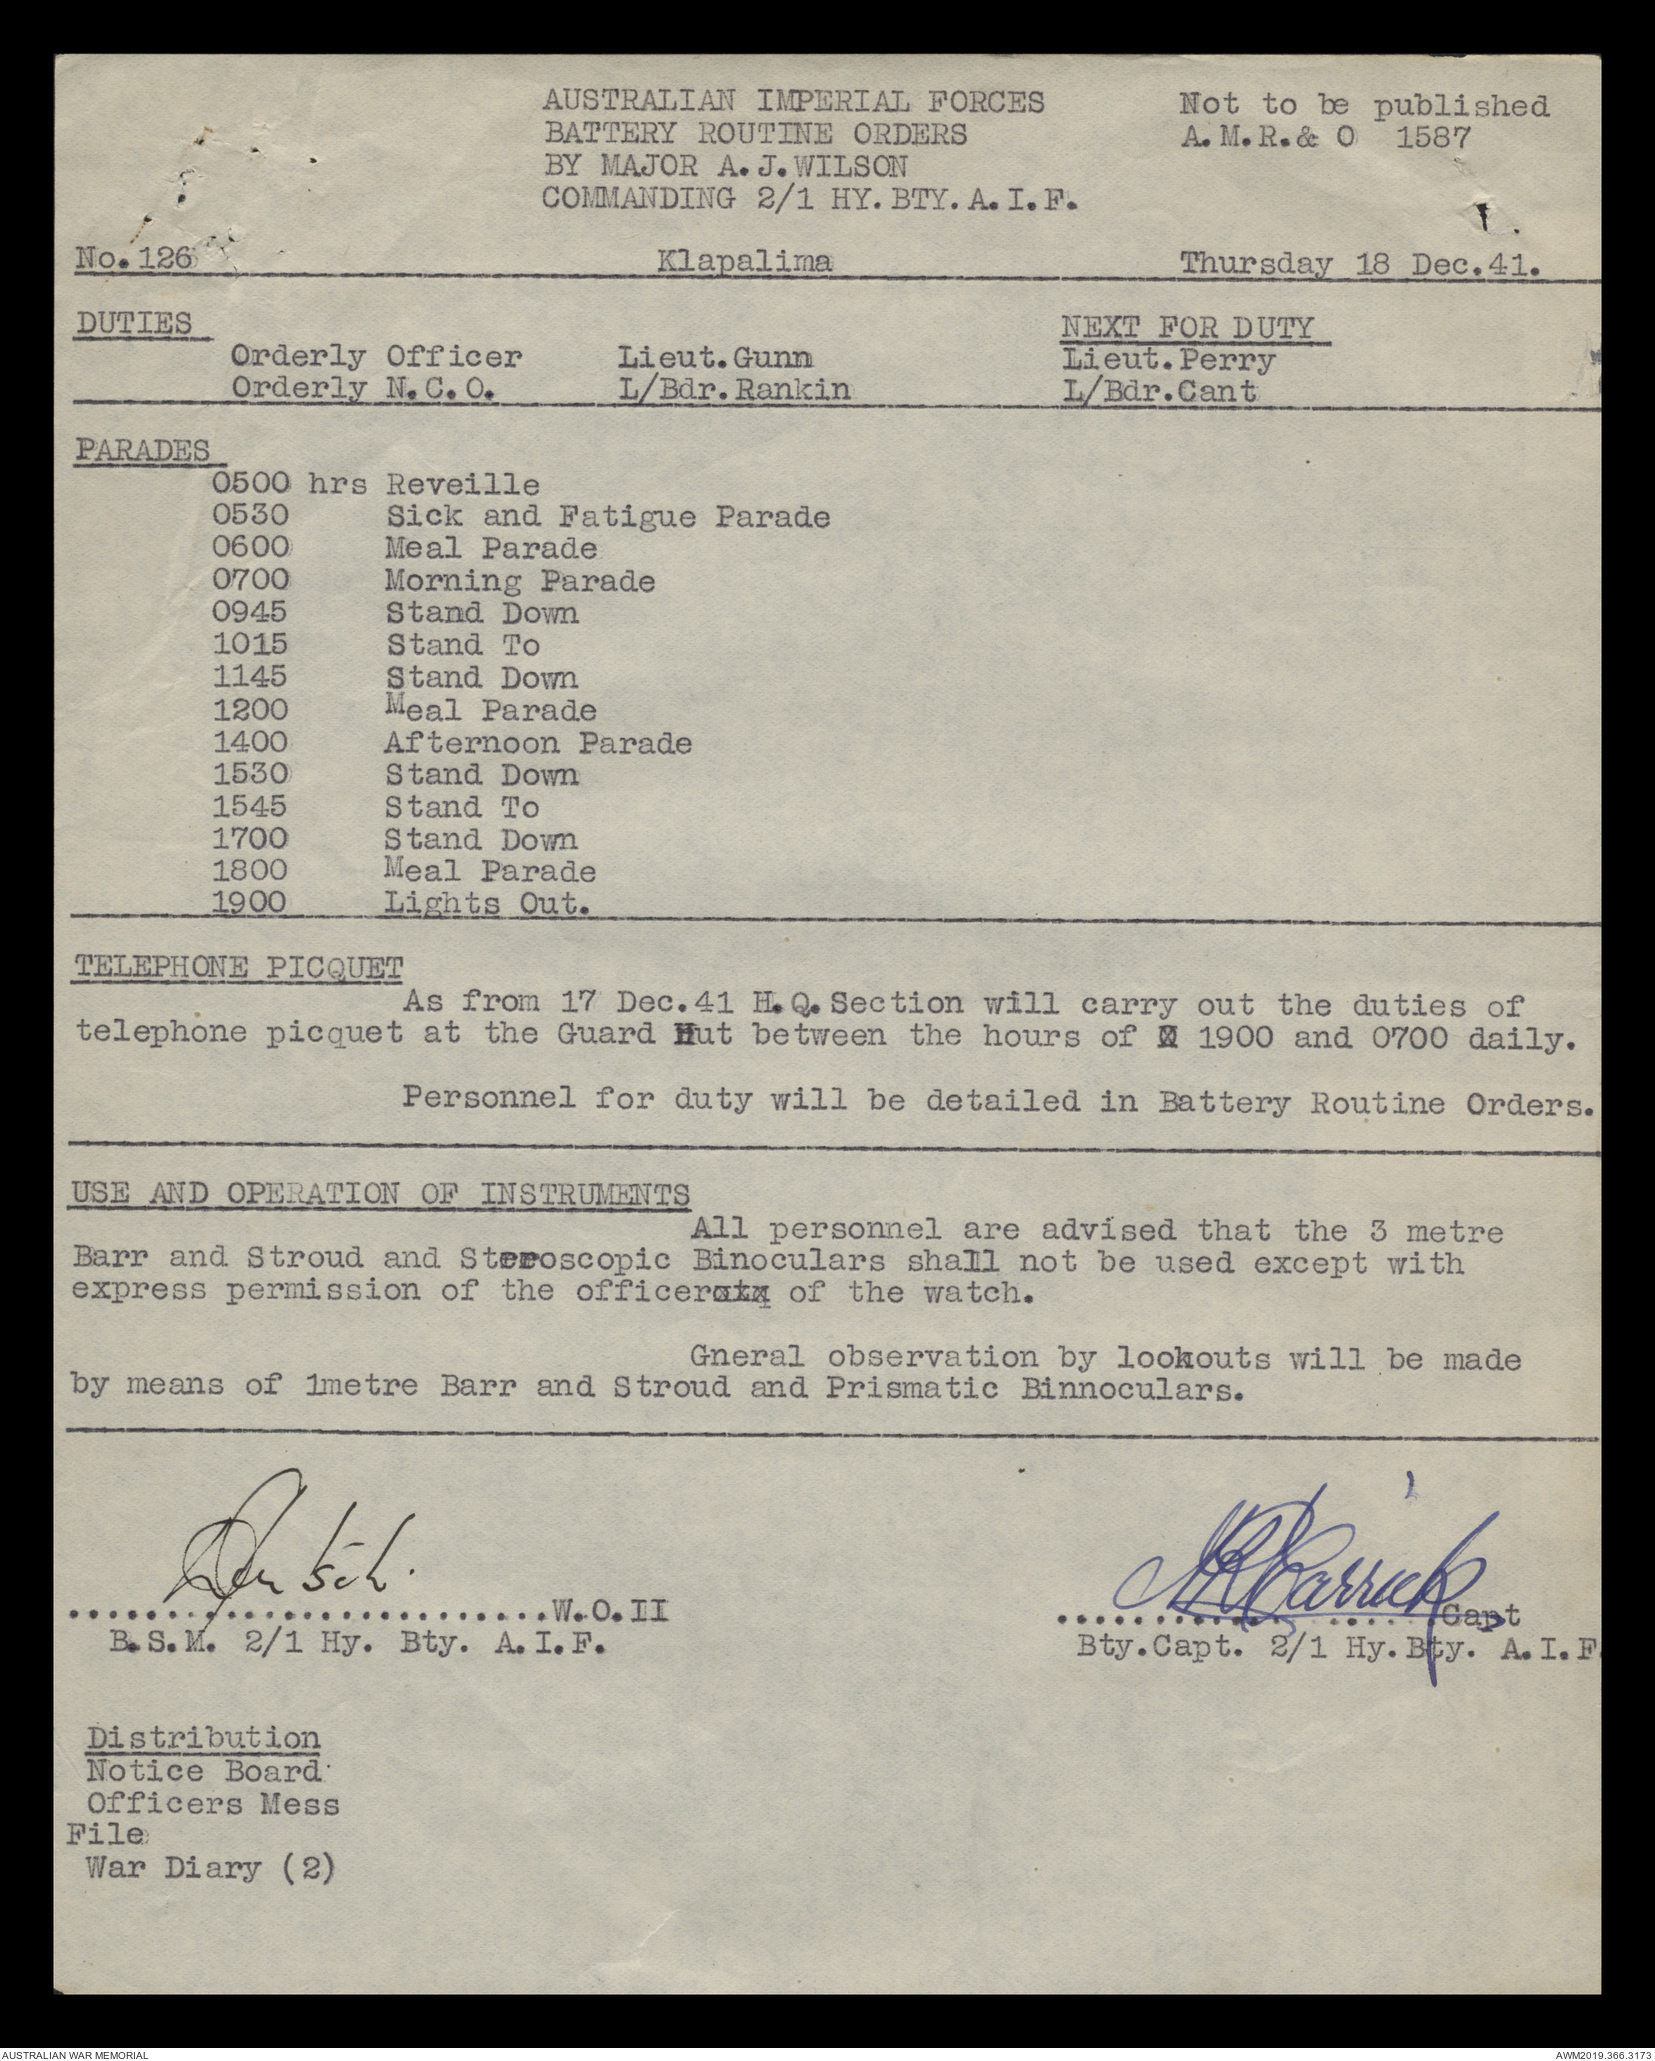 AUSTRALIAN IMPERIAL FORCES
BATTERY ROUTINE ORDERS
BY MAJOR A.J.WILSON
COMMANDING 2/1 HY.BTY.A.I.F.
Not to be published
A.M.R.& O 1587
No.126 Klapalima Thursday 18 Dec.41.
DUTIES NEXT FOR DUTY
Orderly Officer Lieut.Gunn Lieut.Perry
Orderly N.C.O. L/Bdr.Rankin L/Bdr.Cant
PARADES
0500 hrs Reveille
0530 Sick and Fatigue Parade
0600 Meal Parade
0700 Morning Parade
0945 Stand Down
1015 Stand To
1145 Stand Down
1200 Meal Parade
1400 Afternoon Parade
1530 Stand Down
1545 Stand To
1700 Stand Down
1800 Meal Parade
1900 Lights Out.
TELEPHONE PICQUET
As from 17 Dec.41 H.Q.Section will carry out the duties of
telephone picquet at the Guard Hut between the hours of 1900 and 0700 daily.
Personnel for duty will be detailed in Battery Routine Orders.
USE AND OPERATION OF INSTRUMENTS
All personnel are advised that the 3 metre
Barr and Stroud and Stereoscopic Binoculars shall not be used except with
express permission of the officer of the watch.
Gneral observation by lookouts will be made
by means of 1metre Barr and Stroud and Prismatic Binnoculars.
..........................W.O.II
B.S.M. 2/1 Hy. Bty. A.I.F.
....................Capt
Bty.Capt. 2/1 Hy.Bty. A.I.F
Distribution
Notice Board
Officers Mess
File
War Diary (2)
AUSTRALIAN WAR MEMORIAL
AWM2019.366.3173